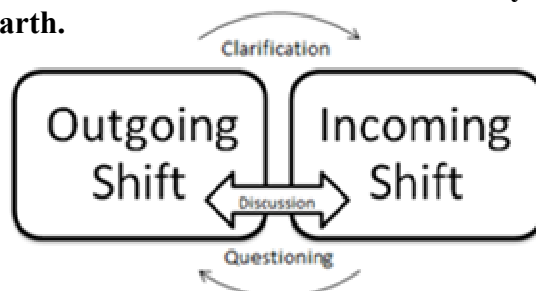 arth.
Clarification
Outgoing Incoming
Shift Shift
Discussion
Questioning